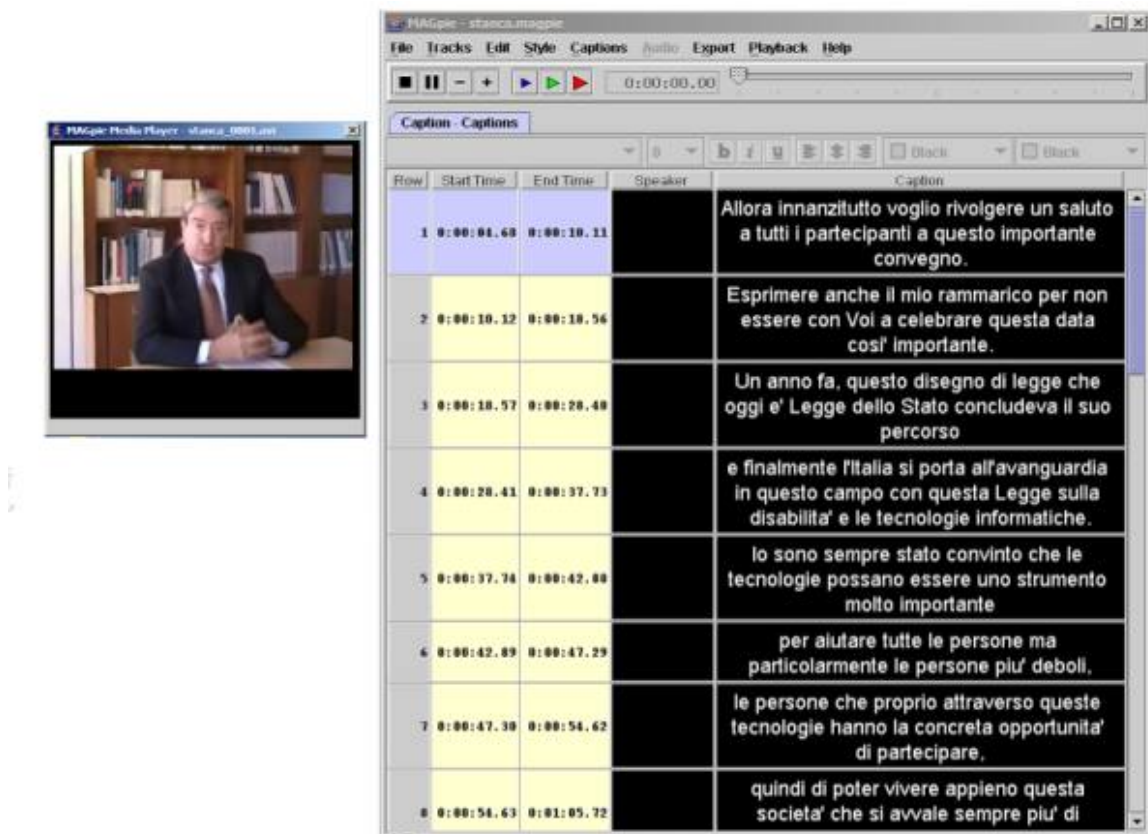 MAGpie - stanca.magpie
File Tracks Edit Style Captions Audio Export Playback Help
0:00:00.00
MAGpie Media Player - stanca_0001.avi
Caption - Captions
0 b i u Black Black
Row Start Time End Time Speaker Caption
1 0:00:04.68 0:00:10.11
Allora innanzitutto voglio rivolgere un saluto
a tutti i partecipanti a questo importante
convegno.
2 0:00:10.12 0:00:18.56
Esprimere anche il mio rammarico per non
essere con Voi a celebrare questa data
cosi' importante.
3 0:00:18.57 0:00:28.40
Un anno fa, questo disegno di legge che
oggi e' Legge dello Stato concludeva il suo
percorso
4 0:00:28.41 0:00:37.73
e finalmente l'Italia si porta all'avanguardia
in questo campo con questa Legge sulla
disabilita' e le tecnologie informatiche.
5 0:00:37.74
Io sono sempre stato convinto che le
tecnologie possano essere uno strumento
molto importante
6 0:00:42.89 0:00:47.29
per aiutare tutte le persone ma
particolarmente le persone piu' deboli,
7 0:00:47.30 0:00:54.62
le persone che proprio attraverso queste
tecnologie hanno la concreta opportunita'
di partecipare,
8 0:00:54.63 0:01:05.72
quindi di poter vivere appieno questa
societa' che si avvale sempre piu' di